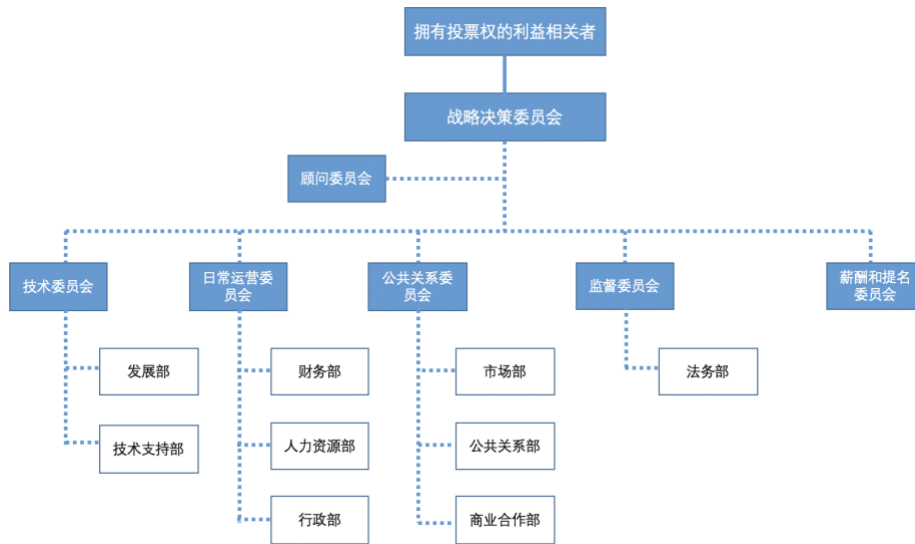 拥有投票权的利益相关者
战略决策委员会
顾问委员会
技术委员会
日常运营委
员会
公共关系委
员会
监督委员会
薪酬和提名
委员会
发展部
财务部
市场部
法务部
技术支持部
人力资源部
公共关系部
行政部
商业合作部